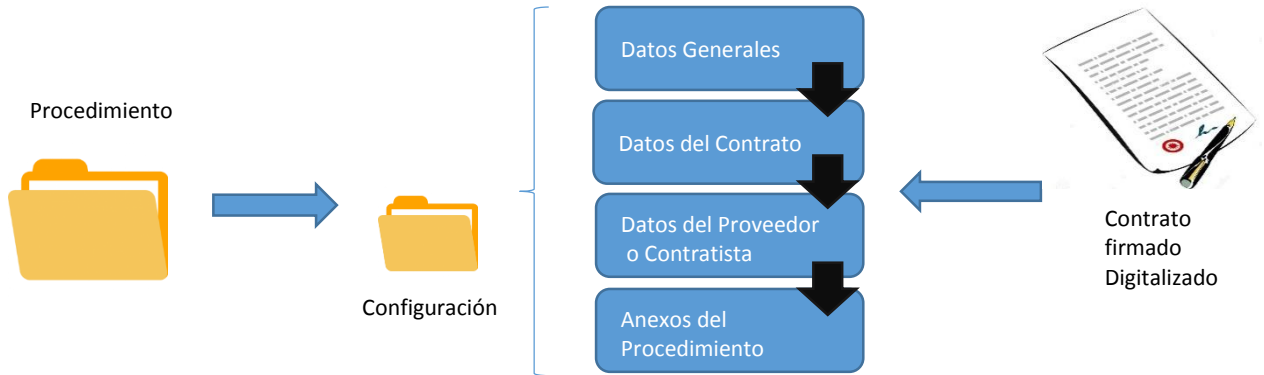 Procedimiento
Configuración
Datos Generales
Datos del Contrato
Datos del Proveedor
o Contratista
Anexos del
Procedimiento
Contrato
firmado
Digitalizado